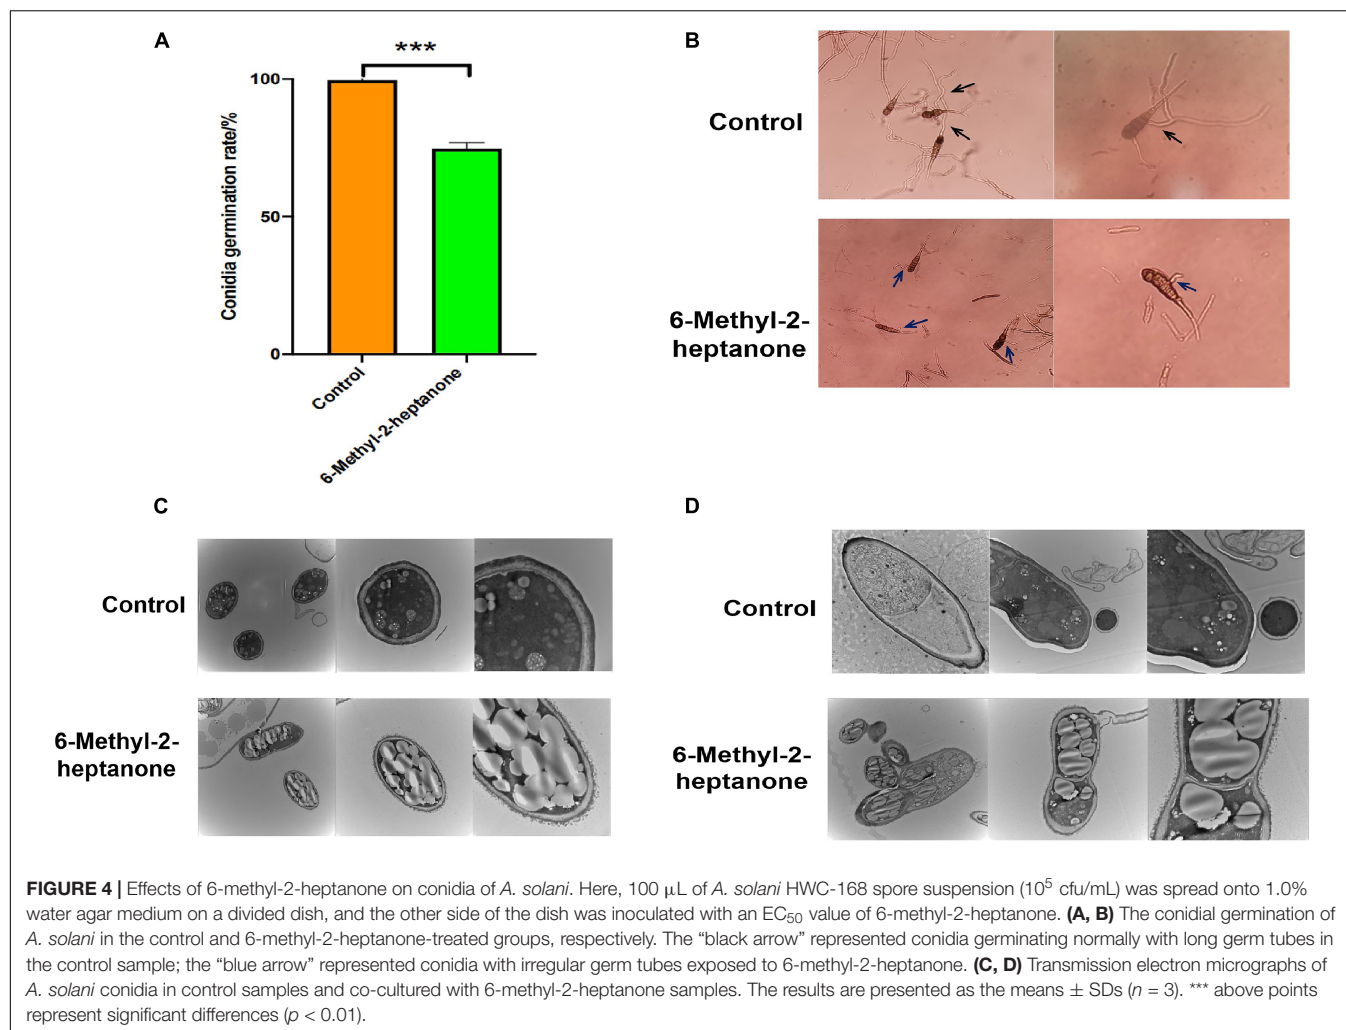 A
***
100
50
0
Conidia germination rate/%
Control
6-Methyl-2-heptanone
B
Control
6-Methyl-2-
heptanone
C
Control
6-Methyl-2-
heptanone
D
Control
6-Methyl-2-
heptanone
FIGURE 4 | Effects of 6-methyl-2-heptanone on conidia of A. solani. Here, 100 μL of A. solani HWC-168 spore suspension (10⁵ cfu/mL) was spread onto 1.0%
water agar medium on a divided dish, and the other side of the dish was inoculated with an EC₅₀ value of 6-methyl-2-heptanone. (A, B) The conidial germination of
A. solani in the control and 6-methyl-2-heptanone-treated groups, respectively. The “black arrow” represented conidia germinating normally with long germ tubes in
the control sample; the “blue arrow” represented conidia with irregular germ tubes exposed to 6-methyl-2-heptanone. (C, D) Transmission electron micrographs of
A. solani conidia in control samples and co-cultured with 6-methyl-2-heptanone samples. The results are presented as the means ± SDs (n = 3). *** above points
represent significant differences (p < 0.01).